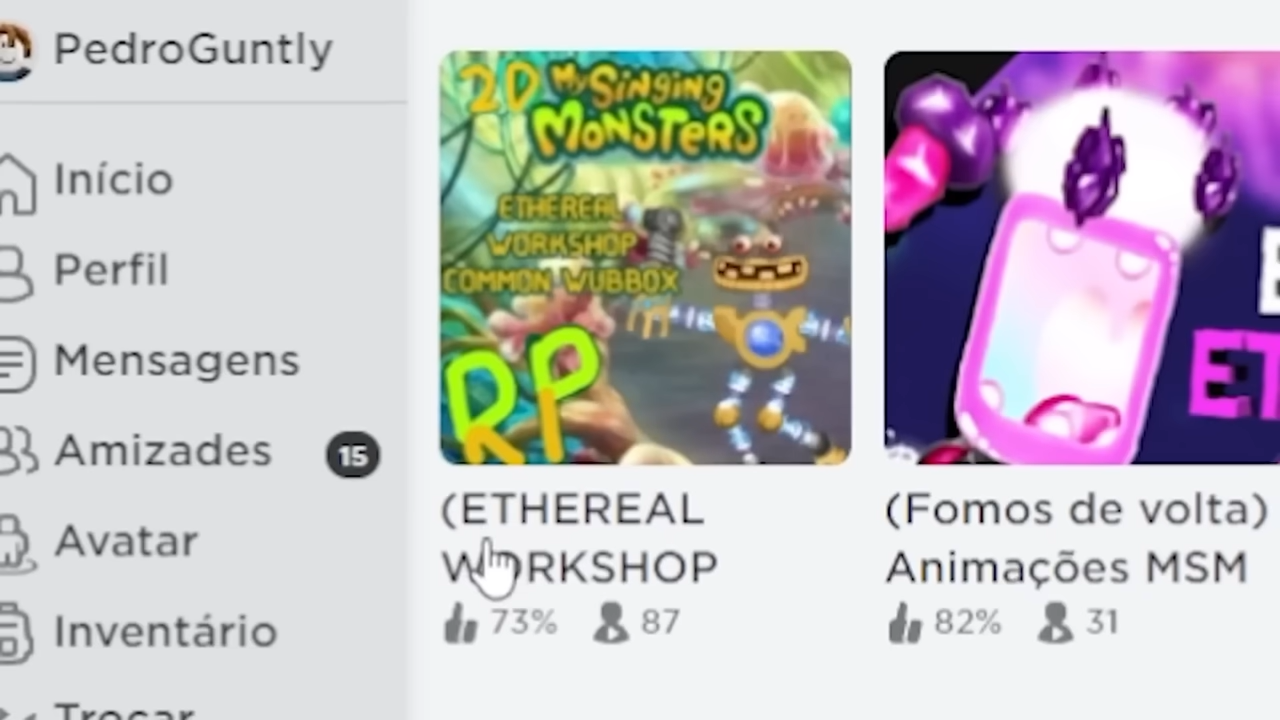 PedroGuntly
Início
Perfil
Mensagens
Amizades 15
Avatar
Inventário
Trocar
2D My Singing
MONSTERS
ETHEREAL
WORKSHOP
COMMON WUBBOX
RP
(ETHEREAL
WORKSHOP
73% 87
(Fomos de volta)
Animações MSM
82% 31